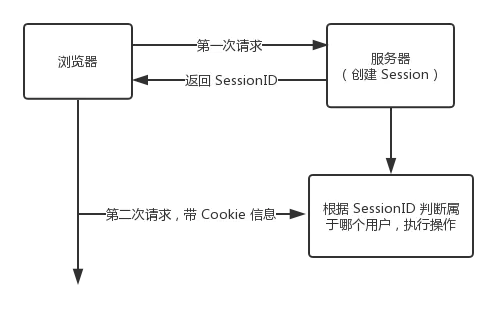 浏览器
第一次请求
服务器
（ 创建 Session ）
返回 SessionID
第二次请求，带 Cookie 信息
根据 SessionID 判断属
于哪个用户，执行操作